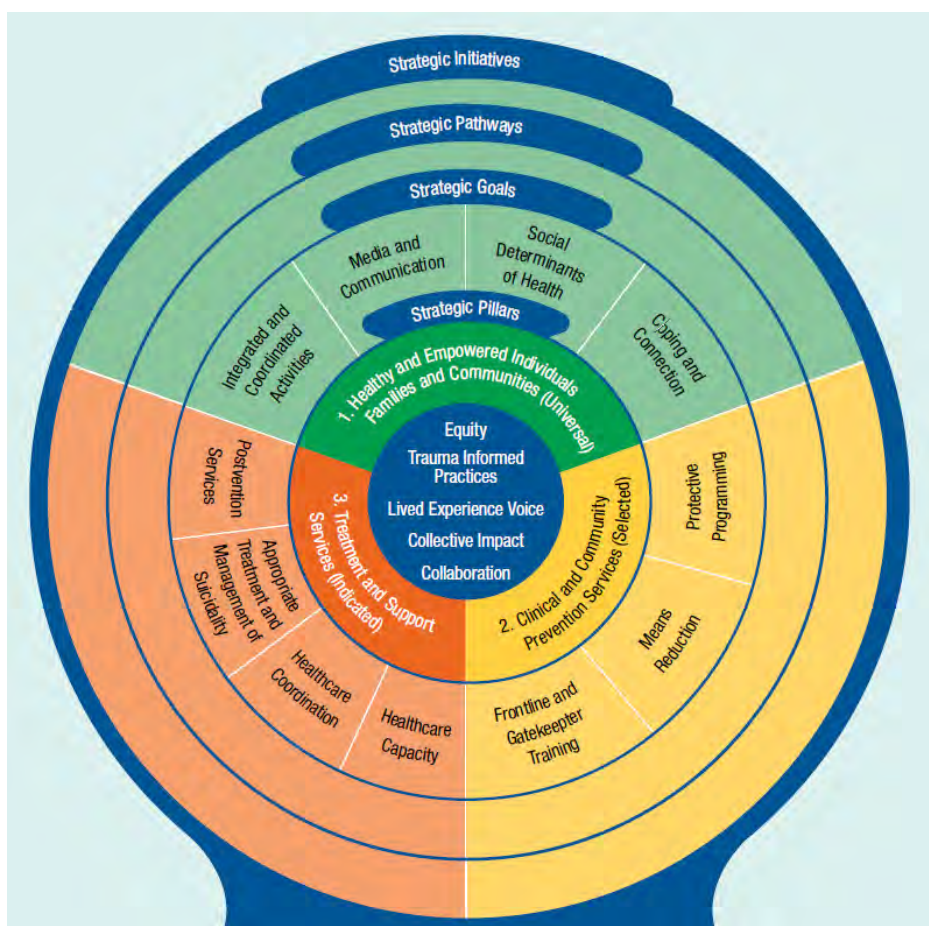 Strategic Initiatives
Strategic Pathways
Strategic Goals
Integrated and
Coordinated
Activities
Media and
Communication
Social
Determinants
of Health
Coping and
Connection
Strategic Pillars
1. Healthy and Empowered Individuals
Families and Communities (Universal)
Equity
Trauma Informed
Practices
Lived Experience Voice
Collective Impact
Collaboration
2. Clinical and Community
Prevention Services (Selected)
Protective
Programming
Means
Reduction
Frontline and
Gatekeepter
Training
3. Treatment and Support
Services (Indicated)
Healthcare
Capacity
Healthcare
Coordination
Appropriate
Treatment and
Management of
Suicidality
Postvention
Services